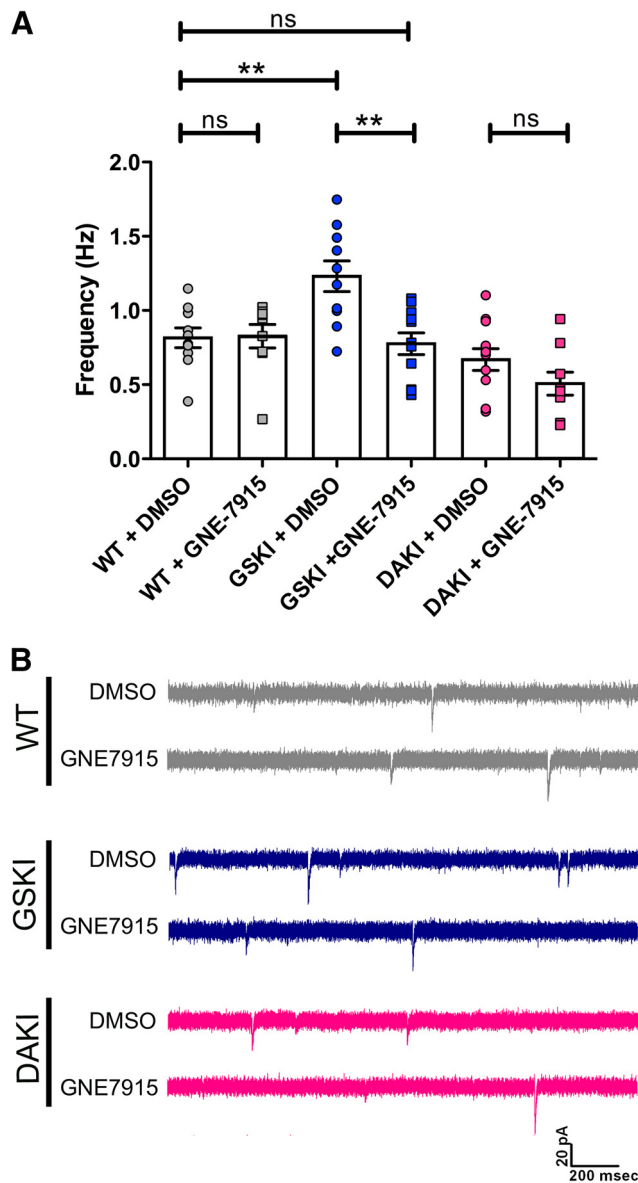 A
ns
**
ns
**
ns
Frequency (Hz)
2.0
1.5
1.0
0.5
0.0
WT + DMSO
WT + GNE-7915
GSKI + DMSO
GSKI +GNE-7915
DAKI + DMSO
DAKI + GNE-7915
B
WT
DMSO
GNE7915
GSKI
DMSO
GNE7915
DAKI
DMSO
GNE7915
20 pA
200 msec